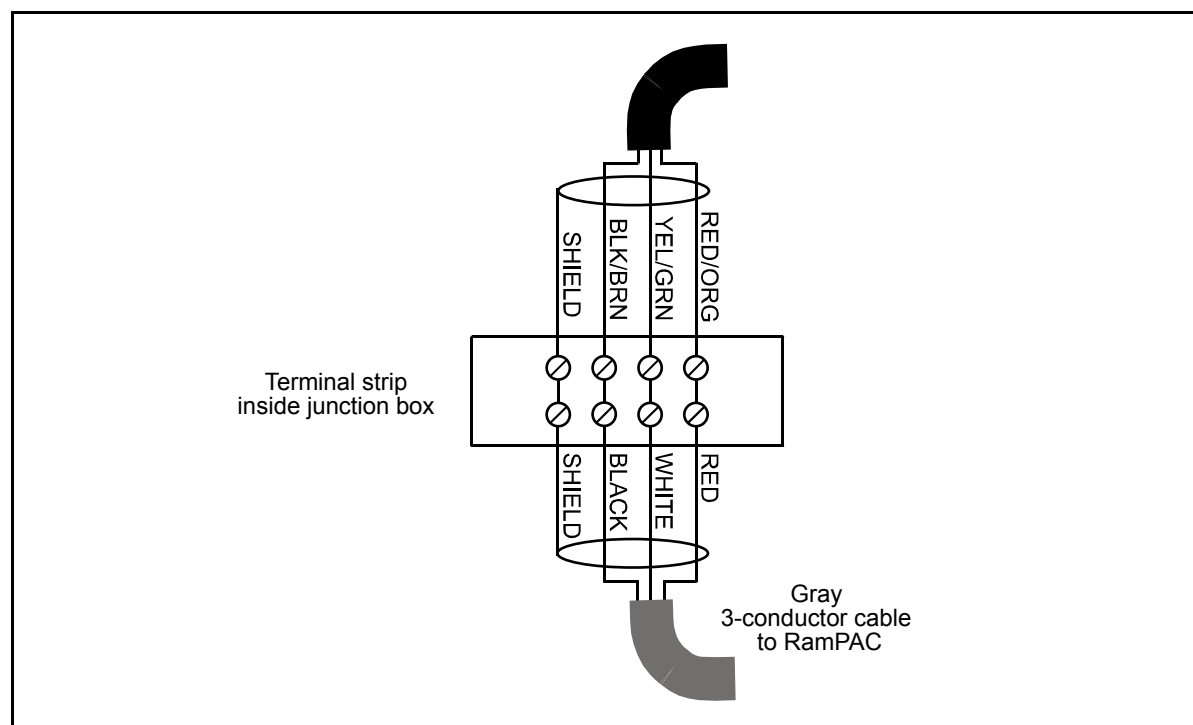 SHIELD
BLK/BRN
YEL/GRN
RED/ORG
Terminal strip
inside junction box
SHIELD
BLACK
WHITE
RED
Gray
3-conductor cable
to RamPAC